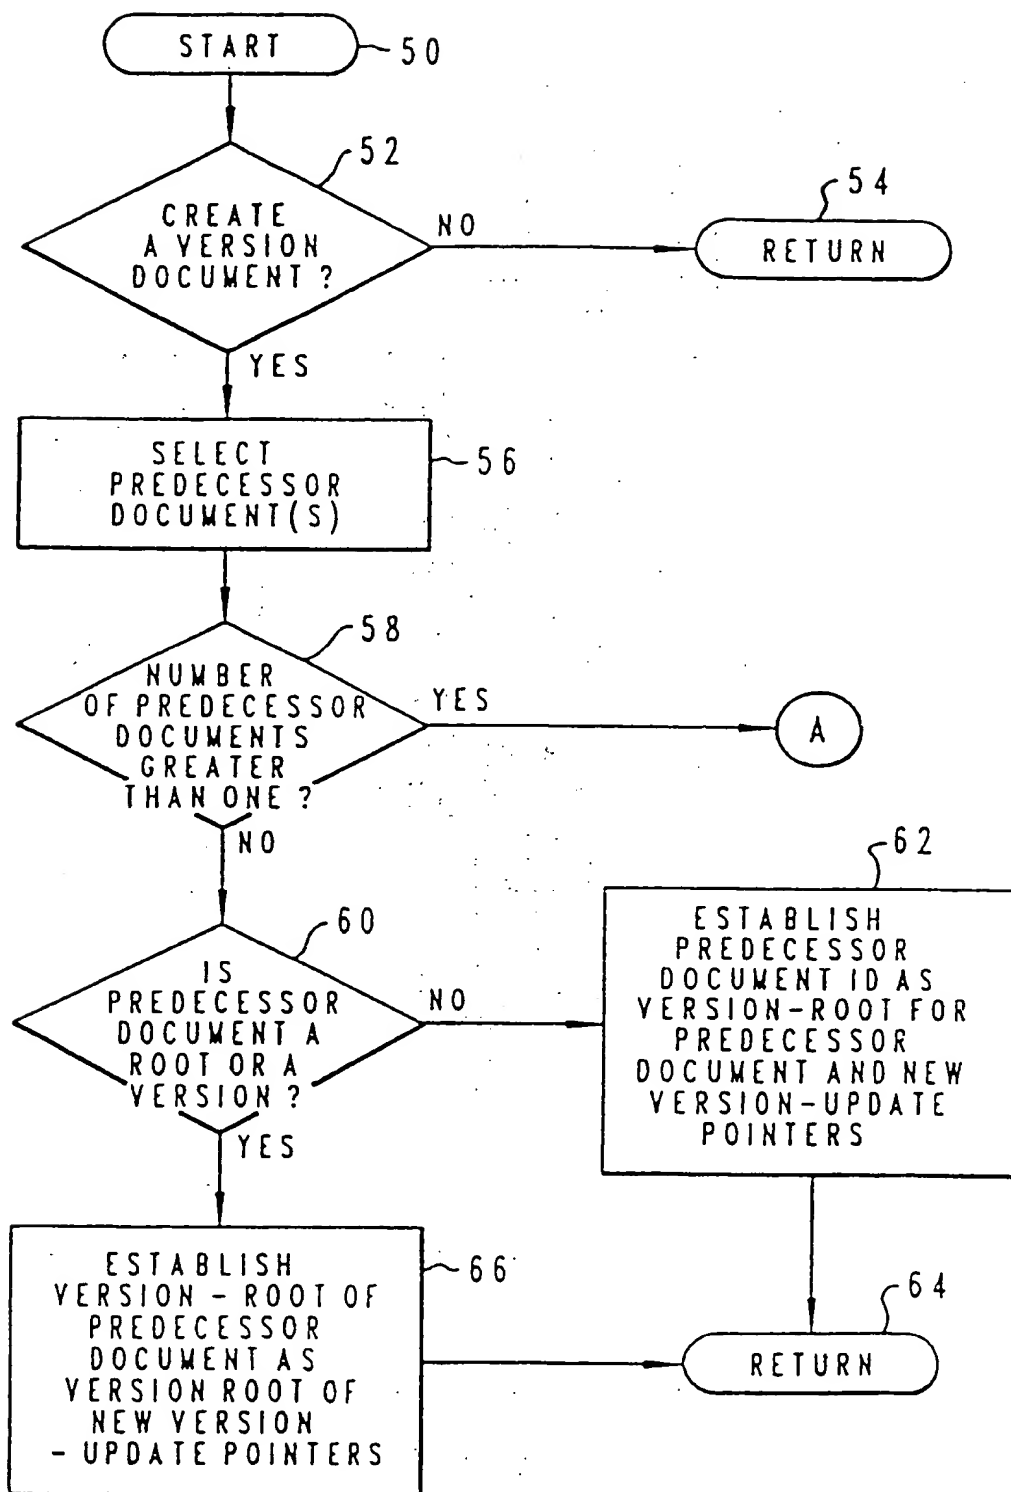 START
50
52
CREATE
A VERSION
DOCUMENT ?
NO
54
RETURN
YES
SELECT
PREDECESSOR
DOCUMENT(S)
56
58
NUMBER
OF PREDECESSOR
DOCUMENTS
GREATER
THAN ONE ?
YES
A
NO
60
IS
PREDECESSOR
DOCUMENT A
ROOT OR A
VERSION ?
NO
62
ESTABLISH
PREDECESSOR
DOCUMENT ID AS
VERSION-ROOT FOR
PREDECESSOR
DOCUMENT AND NEW
VERSION-UPDATE
POINTERS
YES
ESTABLISH
VERSION - ROOT OF
PREDECESSOR
DOCUMENT AS
VERSION ROOT OF
NEW VERSION
- UPDATE POINTERS
66
64
RETURN